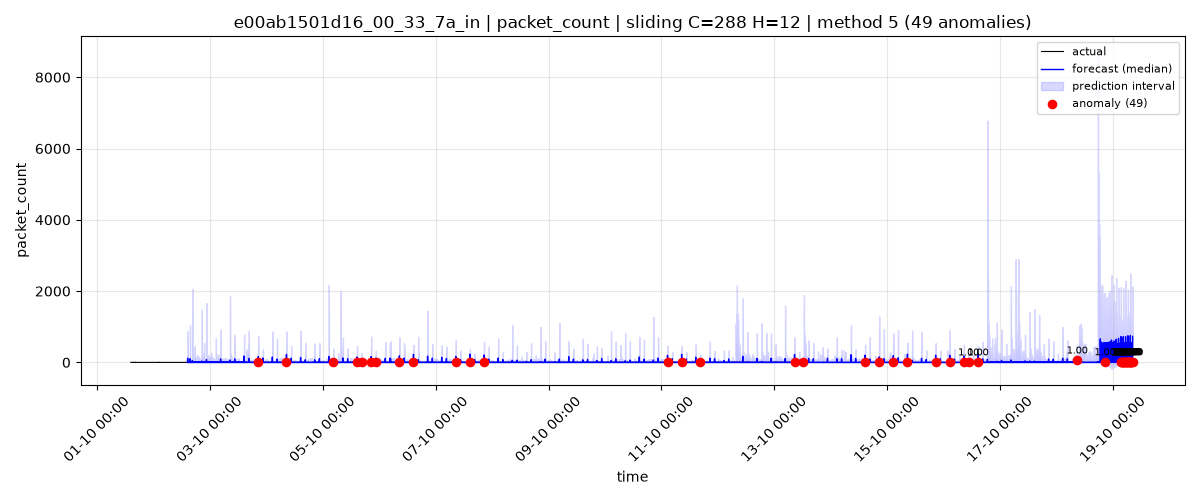 e00ab1501d16_00_33_7a_in | packet_count | sliding C=288 H=12 | method 5 (49 anomalies)
actual
forecast (median)
prediction interval
anomaly (49)
packet_count
8000
6000
4000
2000
0
1.00
01-10 00:00
03-10 00:00
05-10 00:00
07-10 00:00
09-10 00:00
11-10 00:00
13-10 00:00
15-10 00:00
17-10 00:00
19-10 00:00
time